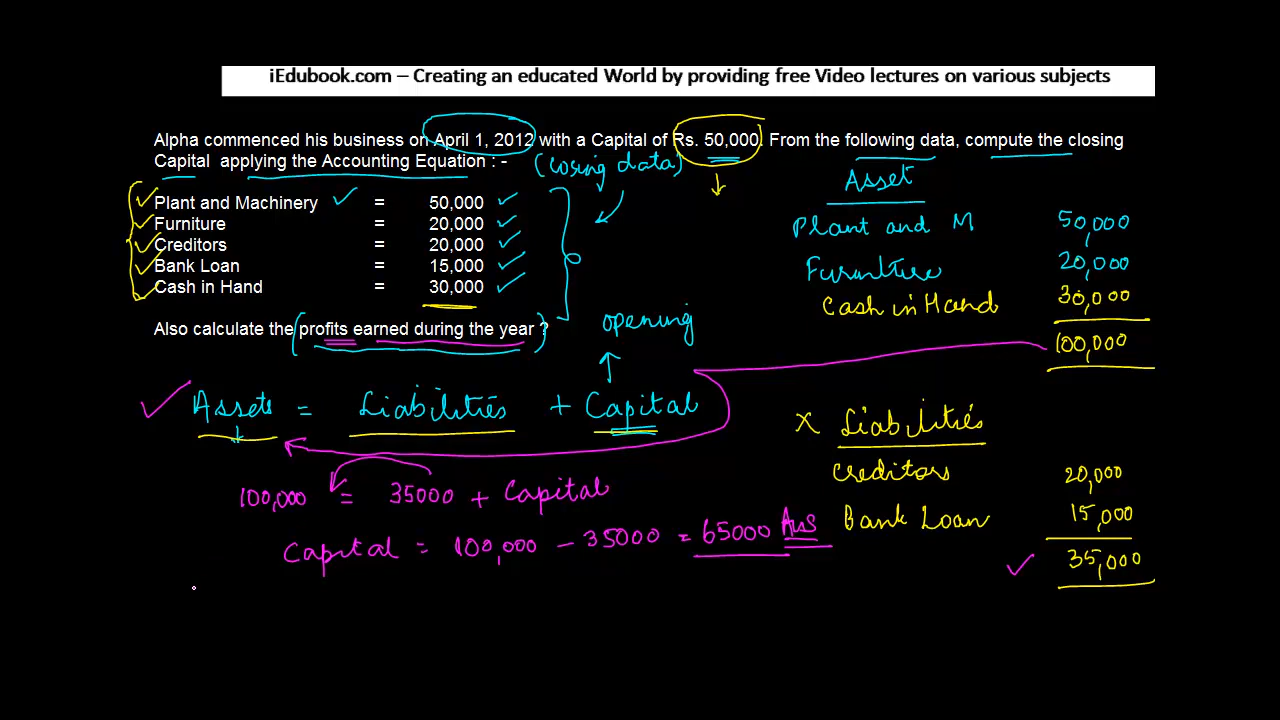 iEdubook.com – Creating an educated World by providing free Video lectures on various subjects
Alpha commenced his business on April 1, 2012 with a Capital of Rs. 50,000. From the following data, compute the closing
Capital applying the Accounting Equation : -
(cosing data)
Plant and Machinery = 50,000
Furniture = 20,000
Creditors = 20,000
Bank Loan = 15,000
Cash in Hand = 30,000
Also calculate the profits earned during the year ?
Asset
Plant and M 50,000
Furniture 20,000
Cash in Hand 30,000
100,000
opening
Assets = Liabilities + Capital
100,000 = 35000 + Capital
Capital = 100,000 - 35000 = 65000 Ans
X Liabilities
Creditors 20,000
Bank Loan 15,000
35,000